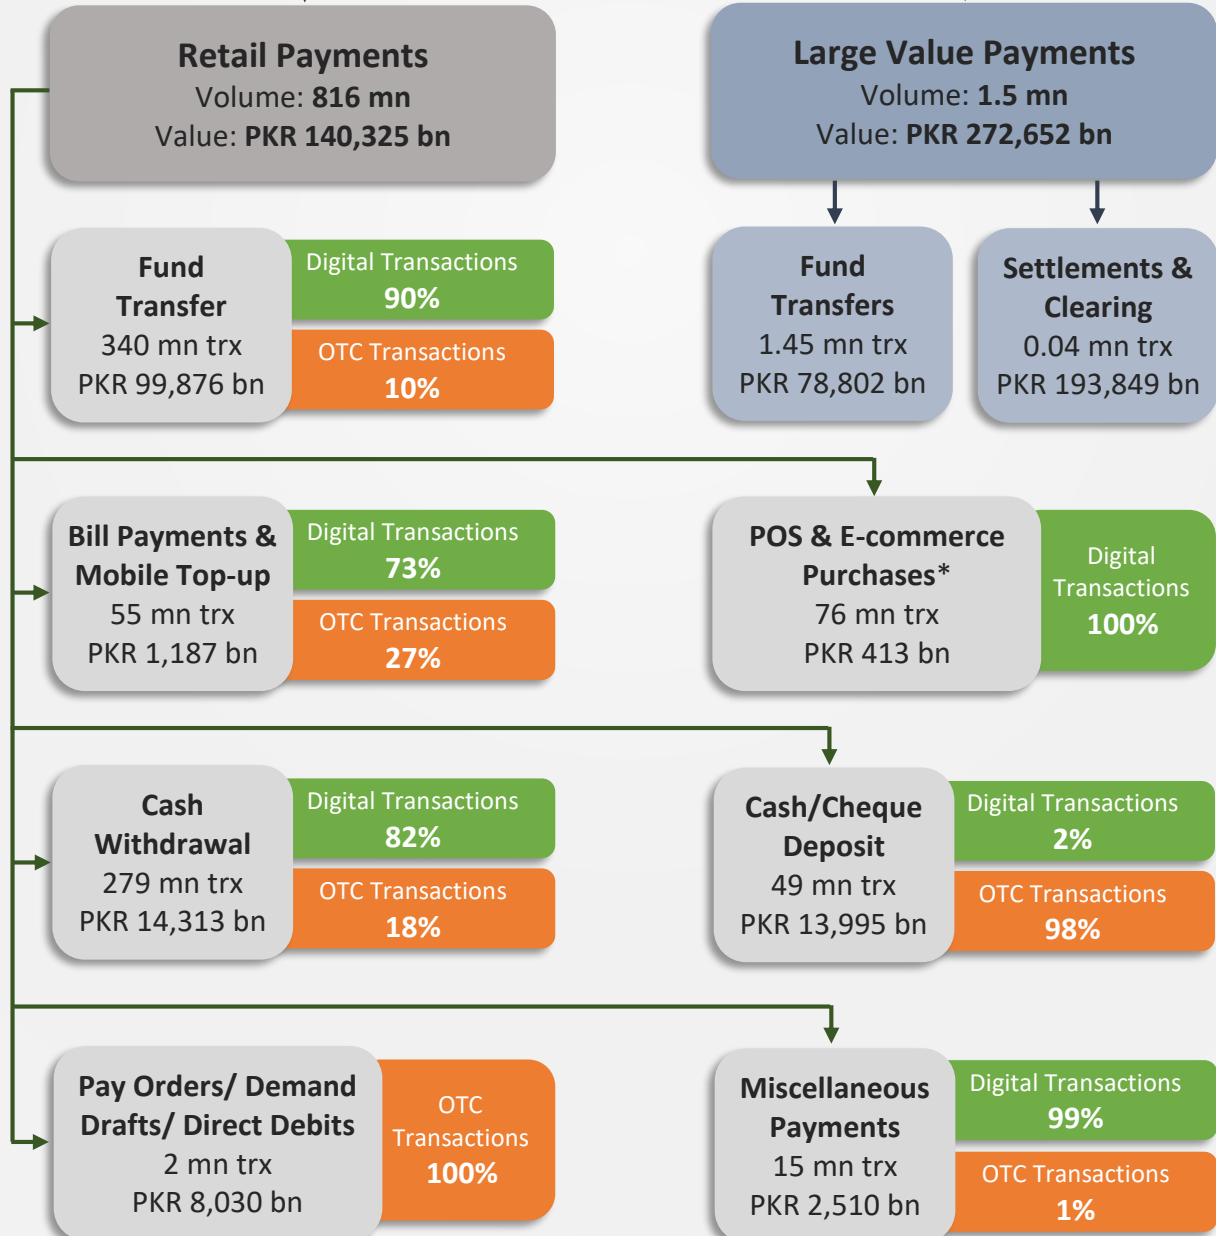 Retail Payments
Volume: 816 mn
Value: PKR 140,325 bn
Large Value Payments
Volume: 1.5 mn
Value: PKR 272,652 bn
Fund
Transfer
340 mn trx
PKR 99,876 bn
Digital Transactions
90%
OTC Transactions
10%
Fund
Transfers
1.45 mn trx
PKR 78,802 bn
Settlements &
Clearing
0.04 mn trx
PKR 193,849 bn
Bill Payments &
Mobile Top-up
55 mn trx
PKR 1,187 bn
Digital Transactions
73%
OTC Transactions
27%
POS & E-commerce
Purchases*
76 mn trx
PKR 413 bn
Digital
Transactions
100%
Cash
Withdrawal
279 mn trx
PKR 14,313 bn
Digital Transactions
82%
OTC Transactions
18%
Cash/Cheque
Deposit
49 mn trx
PKR 13,995 bn
Digital Transactions
2%
OTC Transactions
98%
Pay Orders/ Demand
Drafts/ Direct Debits
2 mn trx
PKR 8,030 bn
OTC
Transactions
100%
Miscellaneous
Payments
15 mn trx
PKR 2,510 bn
Digital Transactions
99%
OTC Transactions
1%